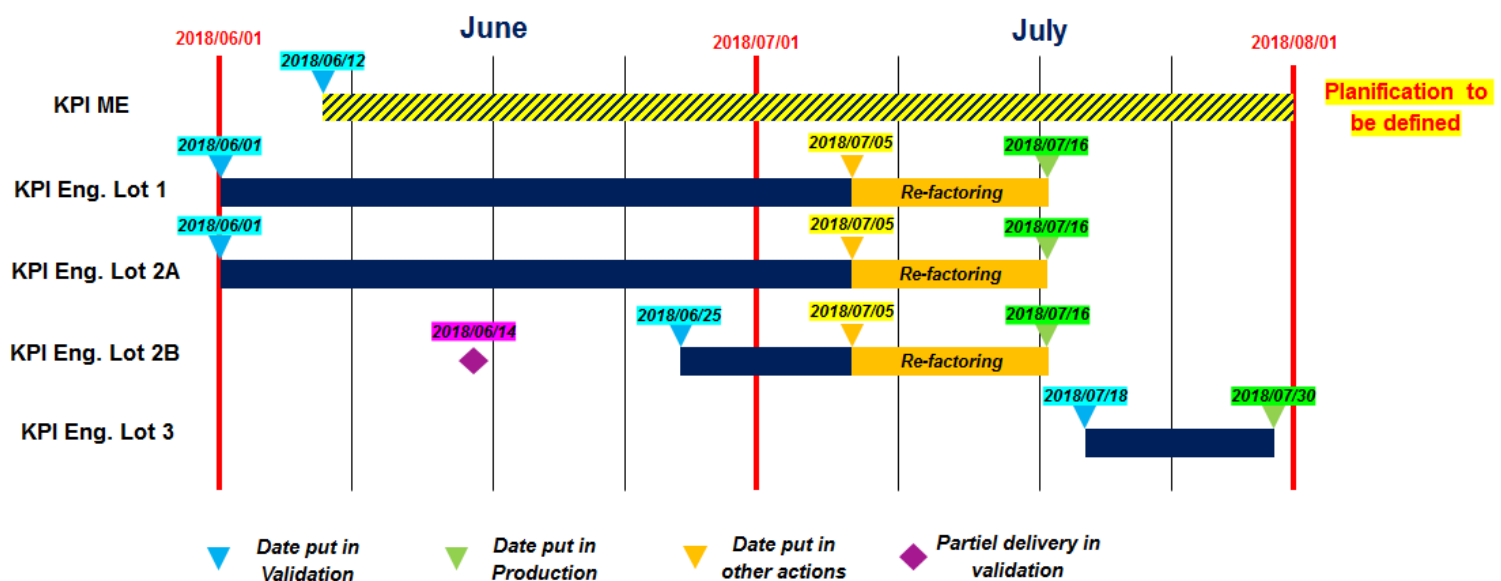 June
July
2018/06/01
2018/07/01
2018/08/01
2018/06/12
KPI ME
Planification to
be defined
2018/06/01
2018/07/05
2018/07/16
KPI Eng. Lot 1
Re-factoring
2018/06/01
2018/07/05
2018/07/16
KPI Eng. Lot 2A
Re-factoring
2018/06/14
2018/06/25
2018/07/05
2018/07/16
KPI Eng. Lot 2B
Re-factoring
2018/07/18
2018/07/30
KPI Eng. Lot 3
Date put in
Validation
Date put in
Production
Date put in
other actions
Partiel delivery in
validation